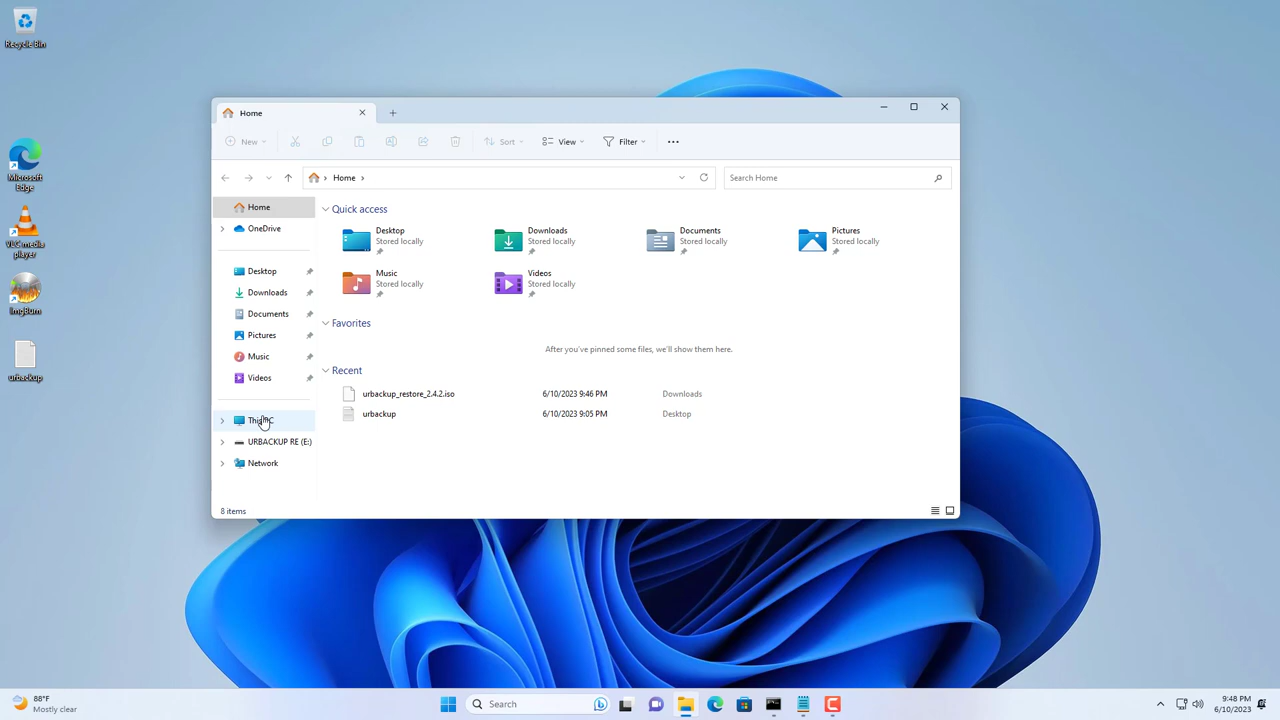 Recycle Bin
Microsoft
Edge
VLC media
player
ImgBurn
urbackup
Home
New
Sort
View
Filter
Home
Search Home
Home
OneDrive
Desktop
Downloads
Documents
Pictures
Music
Videos
This PC
URBACKUP RE (E:)
Network
Quick access
Desktop
Stored locally
Downloads
Stored locally
Documents
Stored locally
Pictures
Stored locally
Music
Stored locally
Videos
Stored locally
Favorites
After you've pinned some files, we'll show them here.
Recent
urbackup_restore_2.4.2.iso 6/10/2023 9:46 PM Downloads
urbackup 6/10/2023 9:05 PM Desktop
8 items
88°F
Mostly clear
Search
9:48 PM
6/10/2023